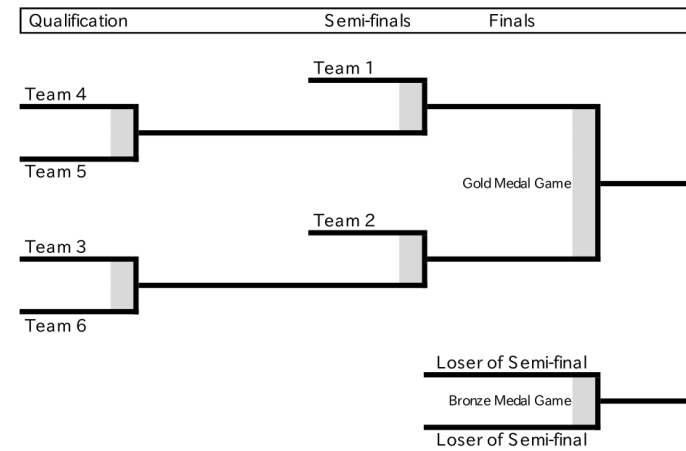 Qualification Semi-finals Finals
Team 1
Team 4
Team 5
Gold Medal Game
Team 2
Team 3
Team 6
Loser of Semi-final
Bronze Medal Game
Loser of Semi-final